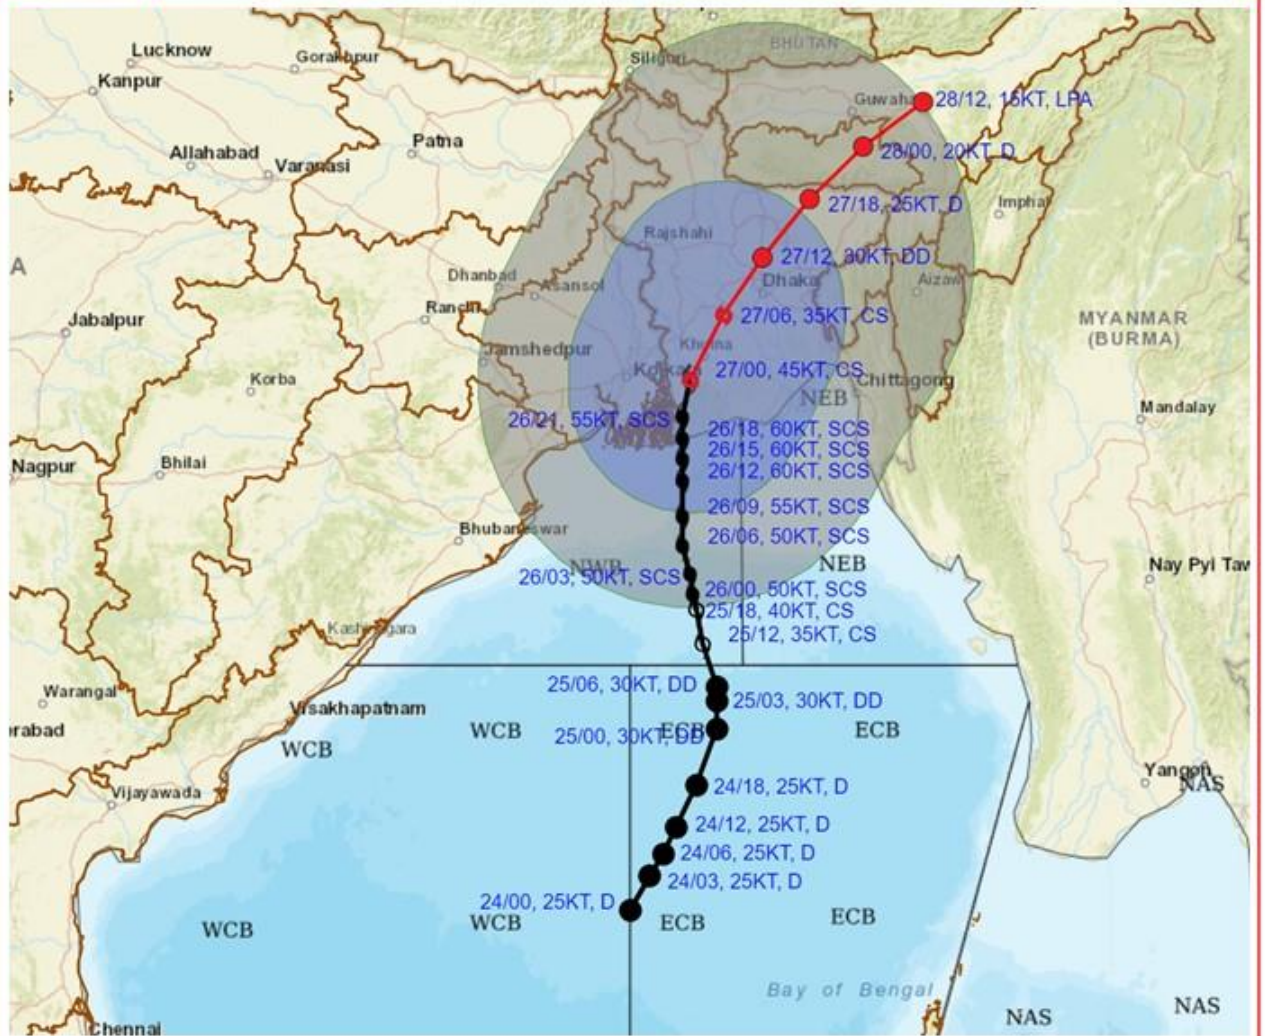 BHUTAN
Lucknow
Gorakhpur
Siliguri
Kanpur
Guwaha
28/12, 15KT, LPA
Patna
Allahabad
28/00, 20KT, D
Varanasi
27/18, 25KT, D
Imphal
Rajshahi
27/12, 30KT, DD
A
Dhanbad
Asansol
Dhaka
Aizaw
Ranchi
27/06, 35KT, CS
Jabalpur
MYANMAR
(BURMA)
Jamshedpur
Khulna
Kolkata
27/00, 45KT, CS
Korba
Chittagong
NEB
Mandalay
26/21, 55KT, SCS
26/18, 60KT, SCS
26/15, 60KT, SCS
Nagpur
Bhilai
26/12, 60KT, SCS
26/09, 55KT, SCS
Bhubaneswar
26/06, 50KT, SCS
NWB
NEB
Nay Pyi Taw
26/03, 50KT, SCS
26/00, 50KT, SCS
25/18, 40KT, CS
25/12, 35KT, CS
25/06, 30KT, DD
Warangal
25/03, 30KT, DD
Visakhapatnam
erabad
WCB
ECB
ECB
25/00, 30KT, DD
WCB
Yangon
NAS
24/18, 25KT, D
Vijayawada
24/12, 25KT, D
24/06, 25KT, D
24/03, 25KT, D
24/00, 25KT, D
WCB
WCB
ECB
ECB
Bay of Bengal
NAS
NAS
Chennai